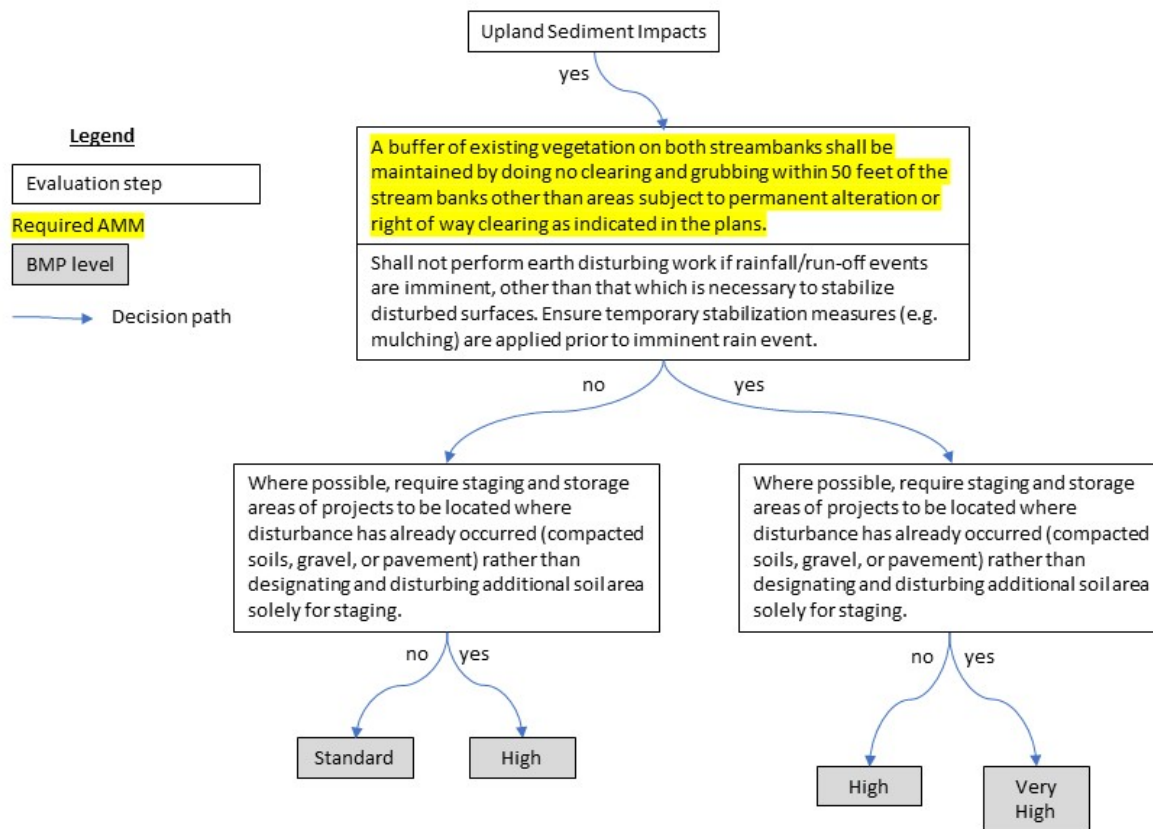 Upland Sediment Impacts
yes
Legend
Evaluation step
Required AMM
BMP level
Decision path
A buffer of existing vegetation on both streambanks shall be
maintained by doing no clearing and grubbing within 50 feet of the
stream banks other than areas subject to permanent alteration or
right of way clearing as indicated in the plans.
Shall not perform earth disturbing work if rainfall/run-off events
are imminent, other than that which is necessary to stabilize
disturbed surfaces. Ensure temporary stabilization measures (e.g.
mulching) are applied prior to imminent rain event.
no
yes
Where possible, require staging and storage
areas of projects to be located where
disturbance has already occurred (compacted
soils, gravel, or pavement) rather than
designating and disturbing additional soil area
solely for staging.
Where possible, require staging and storage
areas of projects to be located where
disturbance has already occurred (compacted
soils, gravel, or pavement) rather than
designating and disturbing additional soil area
solely for staging.
no
yes
no
yes
Standard
High
High
Very
High